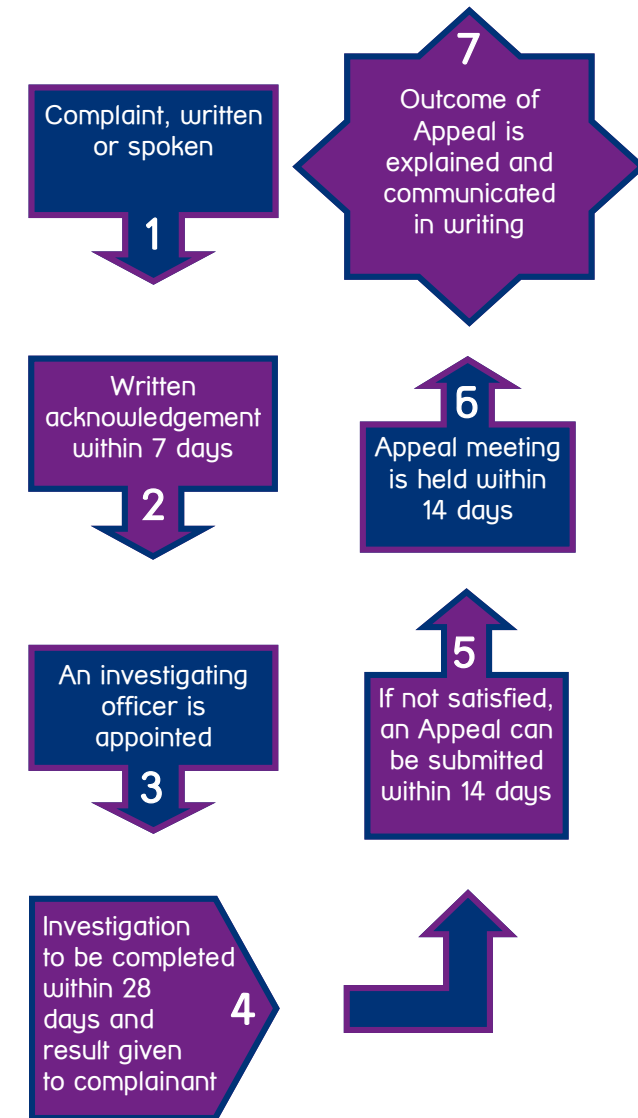 Complaint, written
or spoken
1
Written
acknowledgement
within 7 days
2
An investigating
officer is
appointed
3
Investigation
to be completed
within 28
days and
result given
to complainant
4
5
If not satisfied,
an Appeal can
be submitted
within 14 days
6
Appeal meeting
is held within
14 days
7
Outcome of
Appeal is
explained and
communicated
in writing